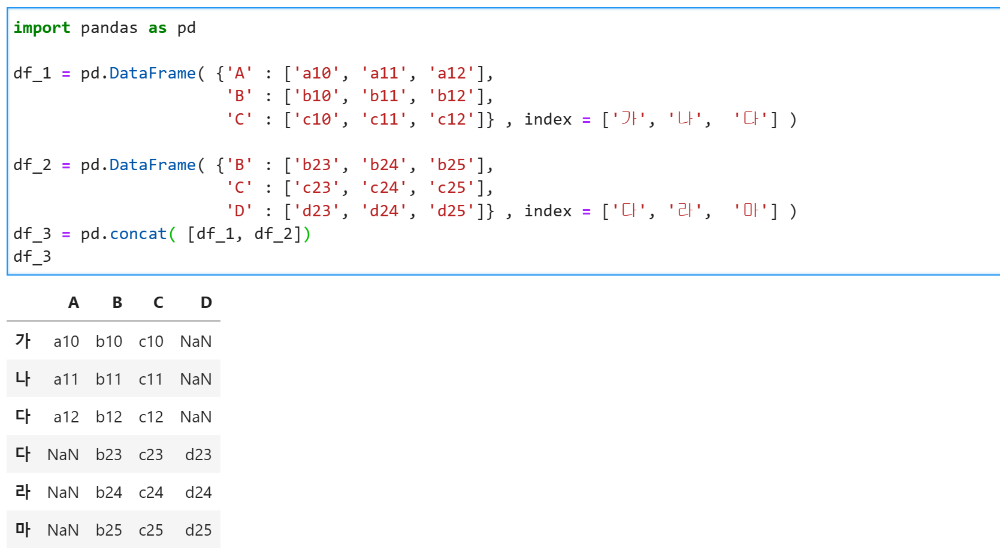 import pandas as pd
df_1 = pd.DataFrame( {'A' : ['a10', 'a11', 'a12'],
'B' : ['b10', 'b11', 'b12'],
'C' : ['c10', 'c11', 'c12']} , index = ['가', '나',  '다'] )
df_2 = pd.DataFrame( {'B' : ['b23', 'b24', 'b25'],
'C' : ['c23', 'c24', 'c25'],
'D' : ['d23', 'd24', 'd25']} , index = ['다', '라',  '마'] )
df_3 = pd.concat( [df_1, df_2])
df_3
A B C D
가 a10 b10 c10 NaN
나 a11 b11 c11 NaN
다 a12 b12 c12 NaN
다 NaN b23 c23 d23
라 NaN b24 c24 d24
마 NaN b25 c25 d25